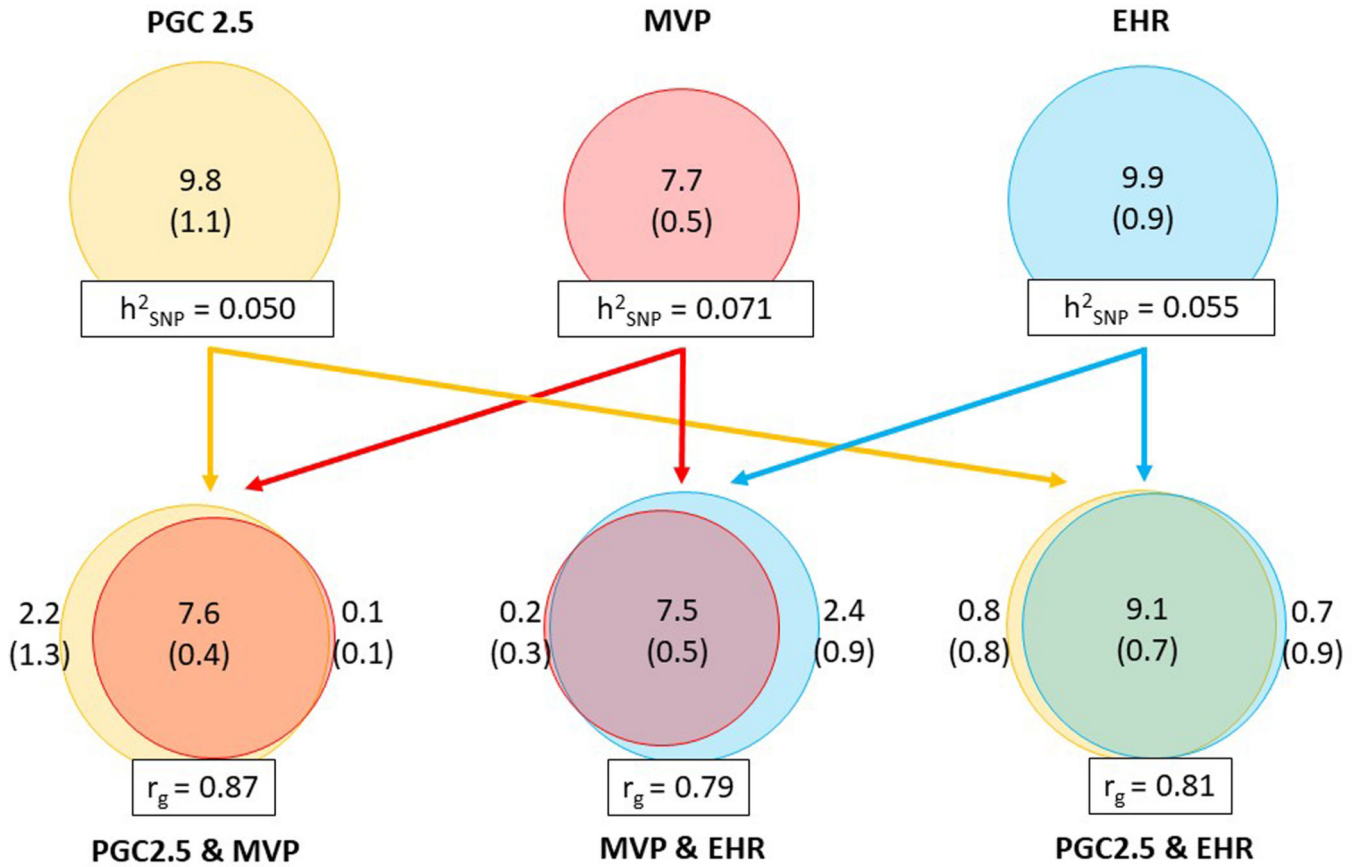 PGC 2.5
MVP
EHR
9.8
(1.1)
7.7
(0.5)
9.9
(0.9)
h²SNP = 0.050
h²SNP = 0.071
h²SNP = 0.055
2.2
(1.3)
7.6
(0.4)
0.1
(0.1)
0.2
(0.3)
7.5
(0.5)
2.4
(0.9)
0.8
(0.8)
9.1
(0.7)
0.7
(0.9)
rg = 0.87
rg = 0.79
rg = 0.81
PGC2.5 & MVP
MVP & EHR
PGC2.5 & EHR